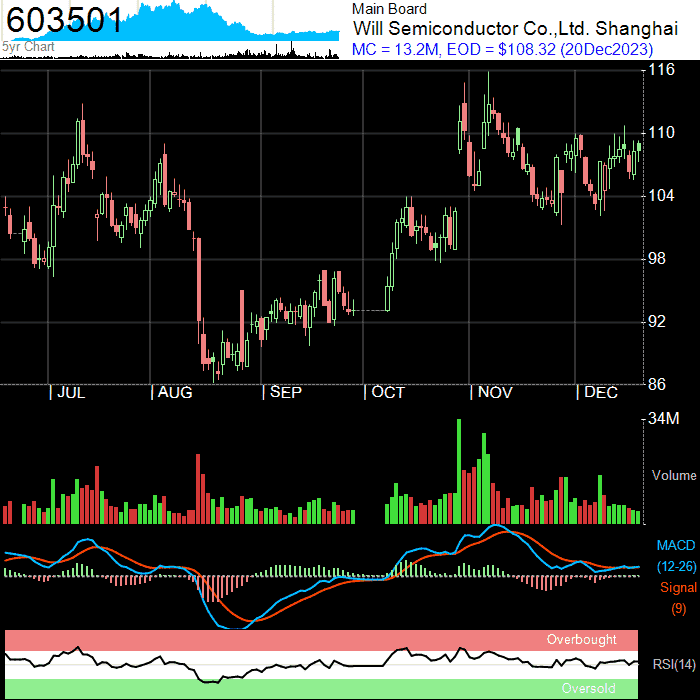 603501
5yr Chart
Main Board
Will Semiconductor Co.,Ltd. Shanghai
MC = 13.2M, EOD = $108.32 (20Dec2023)
116
110
104
98
92
86
JUL AUG SEP OCT NOV DEC
34M
Volume
MACD
(12-26)
Signal
(9)
Overbought
RSI(14)
Oversold